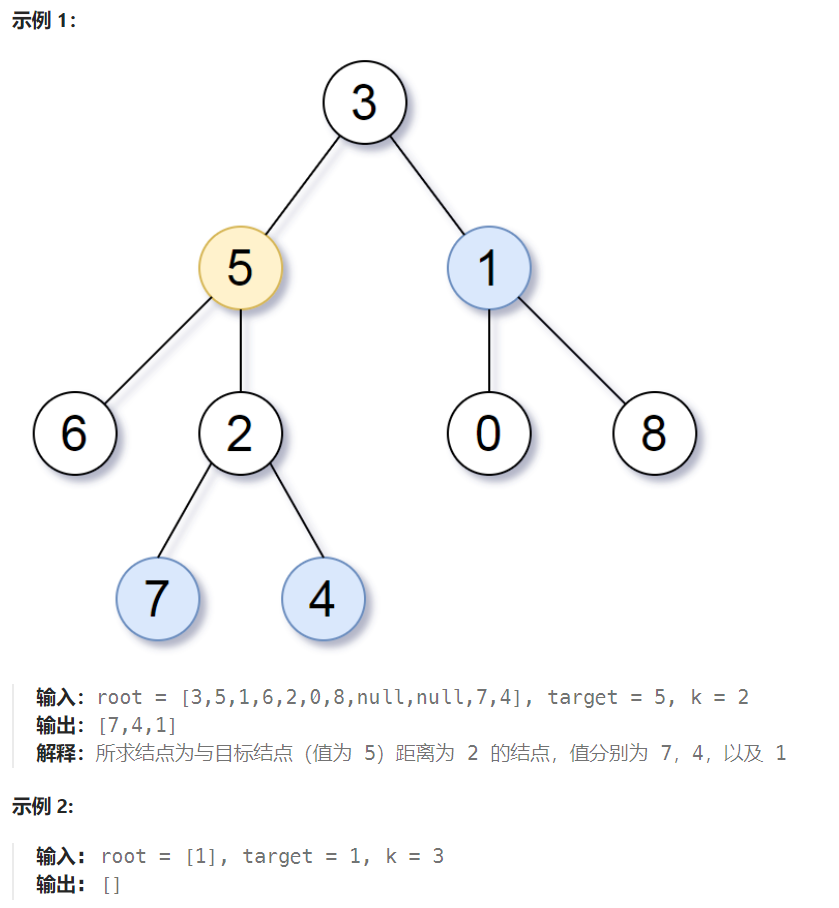 示例 1：
3
5 1
6 2 0 8
7 4
输入：root = [3,5,1,6,2,0,8,null,null,7,4], target = 5, k = 2
输出：[7,4,1]
解释：所求结点为与目标结点（值为 5）距离为 2 的结点，值分别为 7，4，以及 1
示例 2:
输入: root = [1], target = 1, k = 3
输出: []